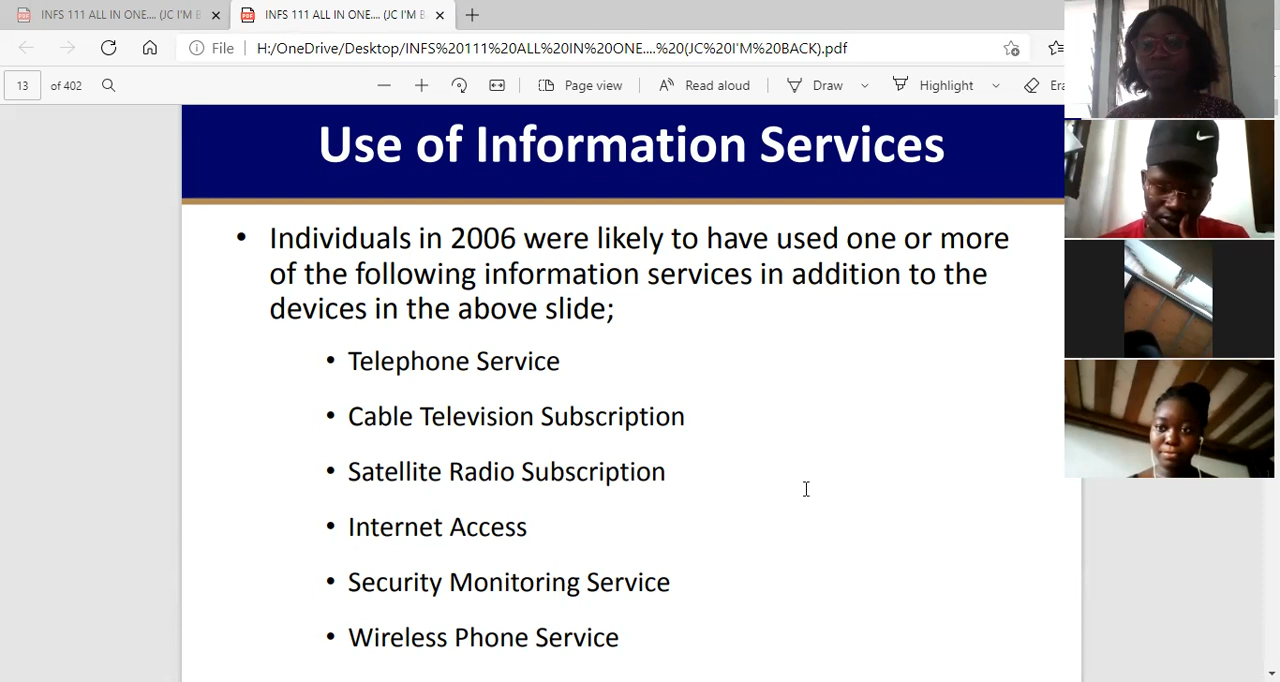 INFS 111 ALL IN ONE.... (JC I'M B
INFS 111 ALL IN ONE.... (JC I'M B
File
H:/OneDrive/Desktop/INFS%20111%20ALL%20IN%20ONE....%20(JC%20I'M%20BACK).pdf
13 of 402
Page view
Read aloud
Draw
Highlight
Era
Use of Information Services
• Individuals in 2006 were likely to have used one or more
of the following information services in addition to the
devices in the above slide;
• Telephone Service
• Cable Television Subscription
• Satellite Radio Subscription
• Internet Access
• Security Monitoring Service
• Wireless Phone Service